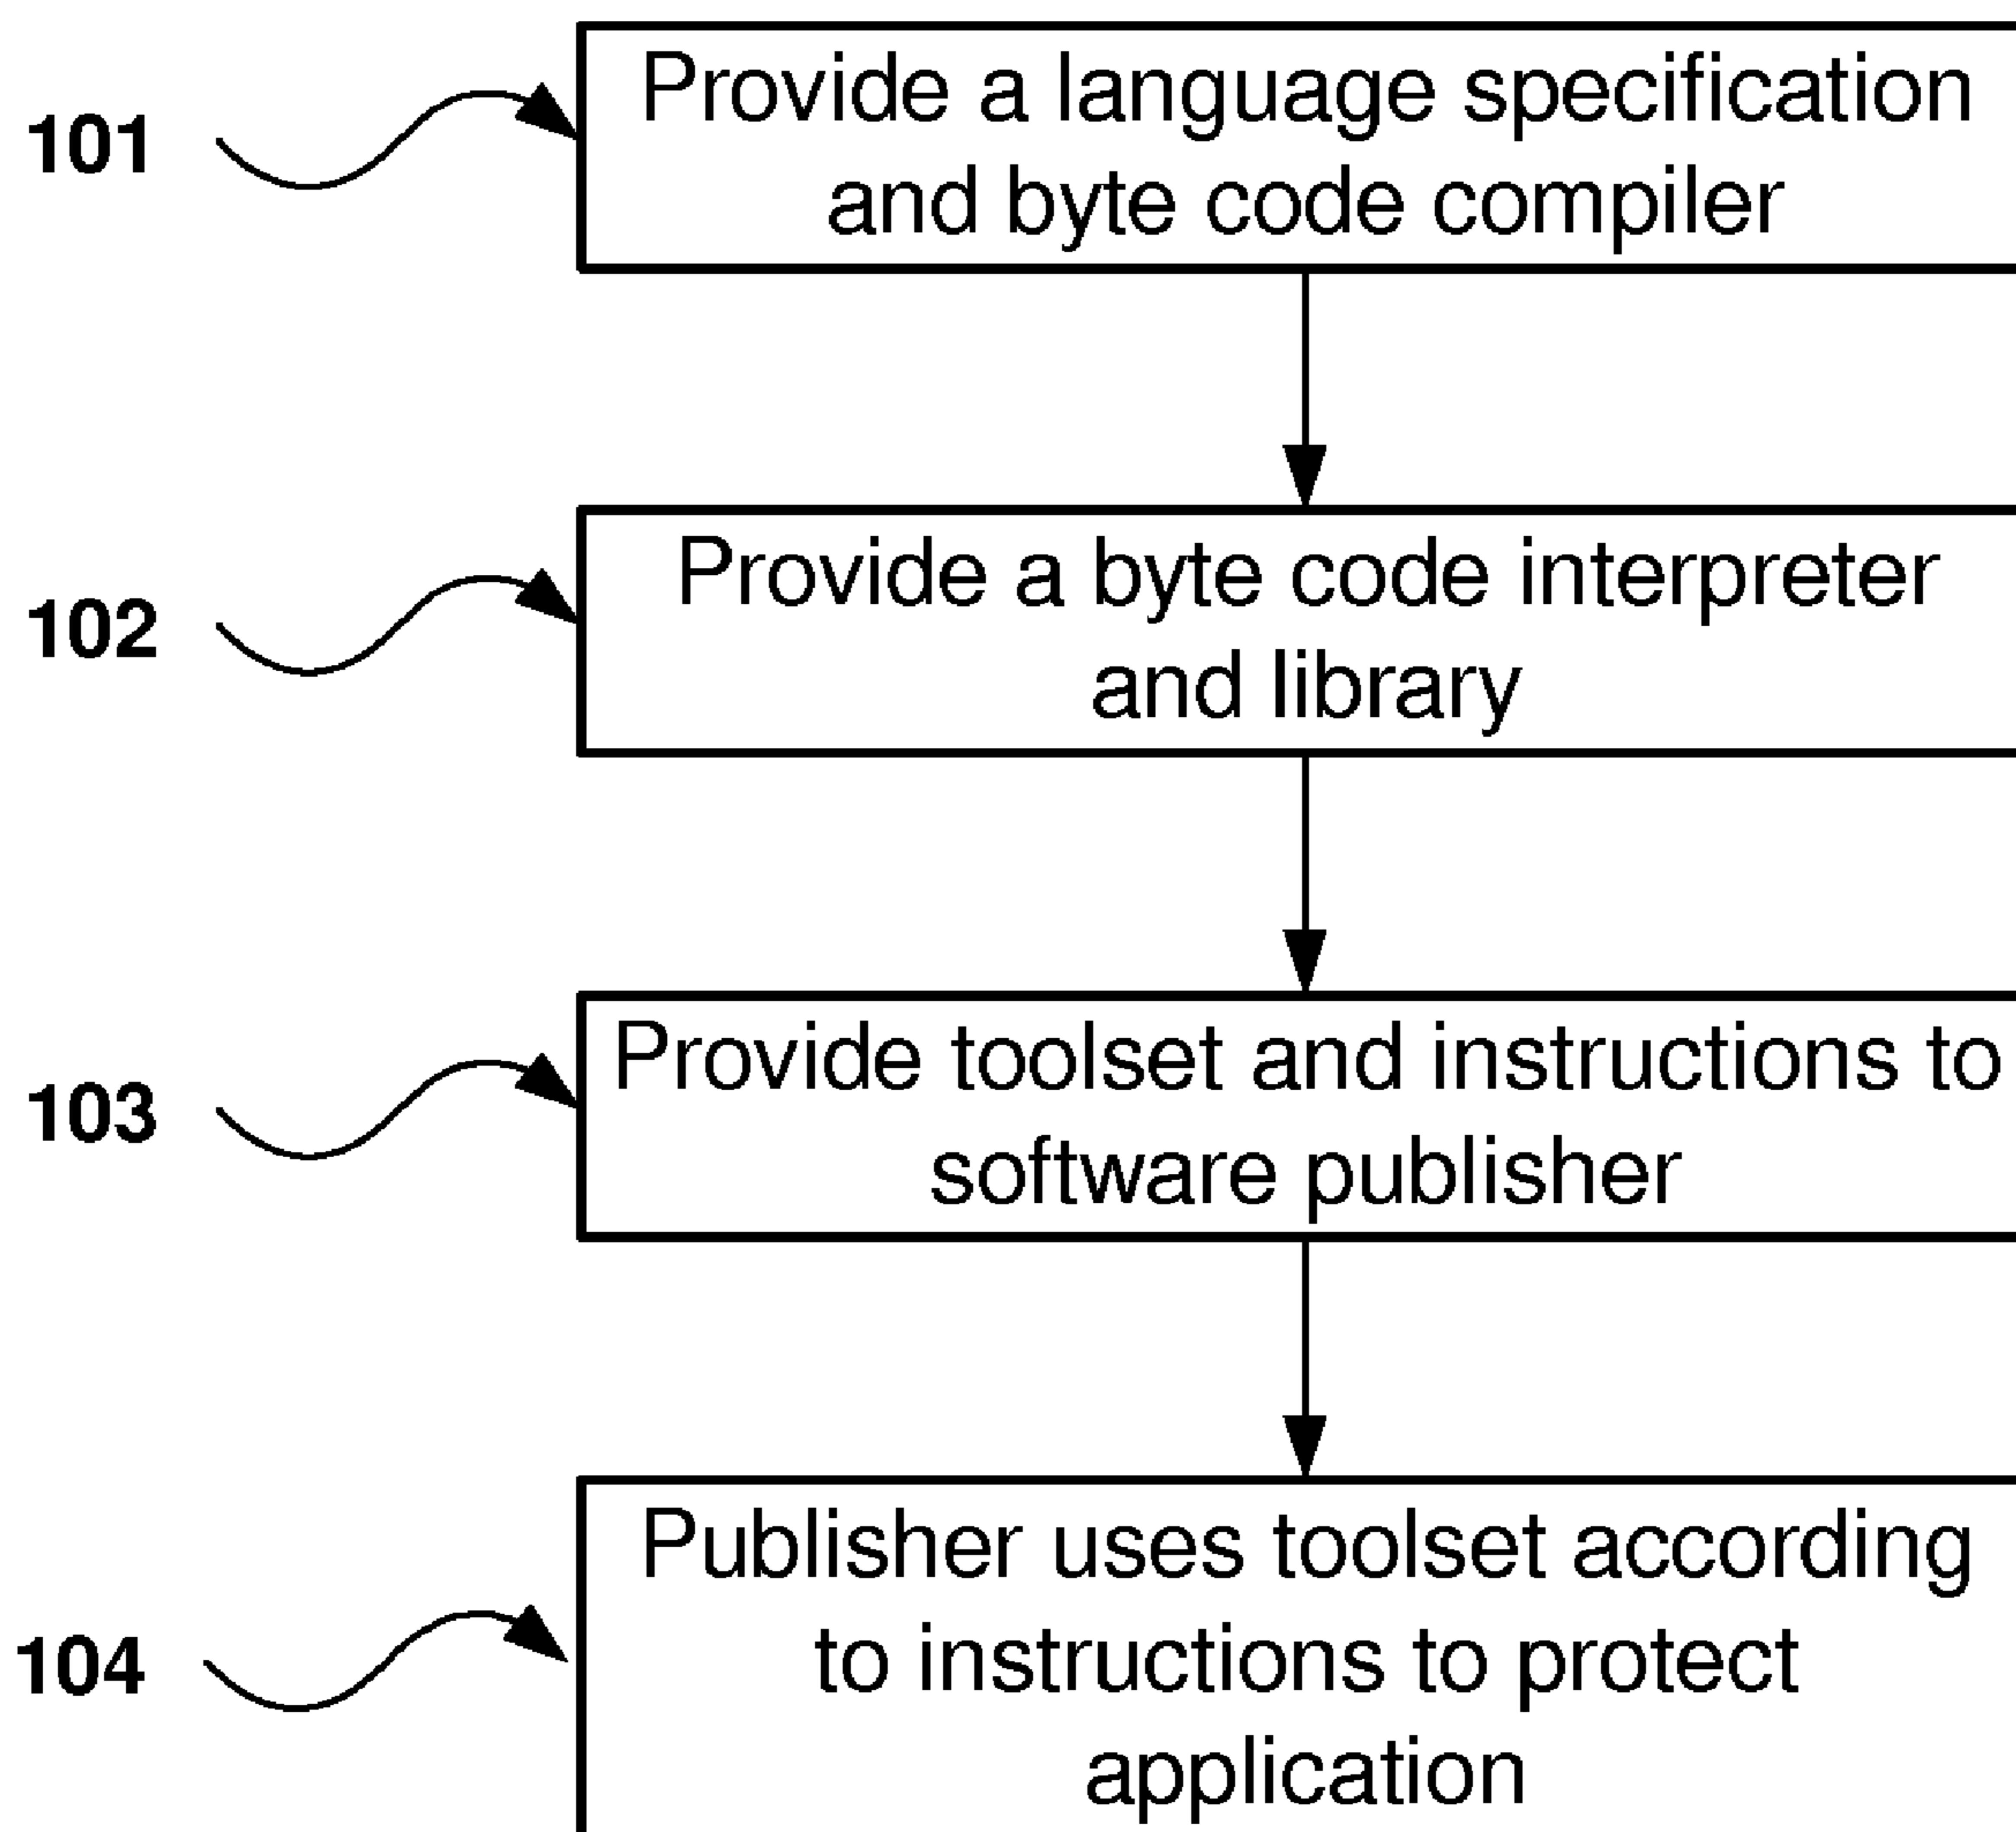 101
Provide a language specification
and byte code compiler
102
Provide a byte code interpreter
and library
103
Provide toolset and instructions to
software publisher
104
Publisher uses toolset according
to instructions to protect
application